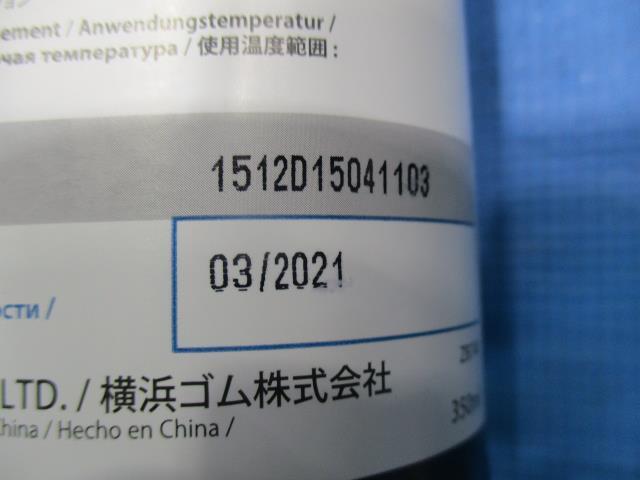 ement / Anwendungstemperatur /
чая температура / 使用温度範囲 :
1512D15041103
03/2021
ости /
LTD. / 横浜ゴム株式会社
China / Hecho en China /